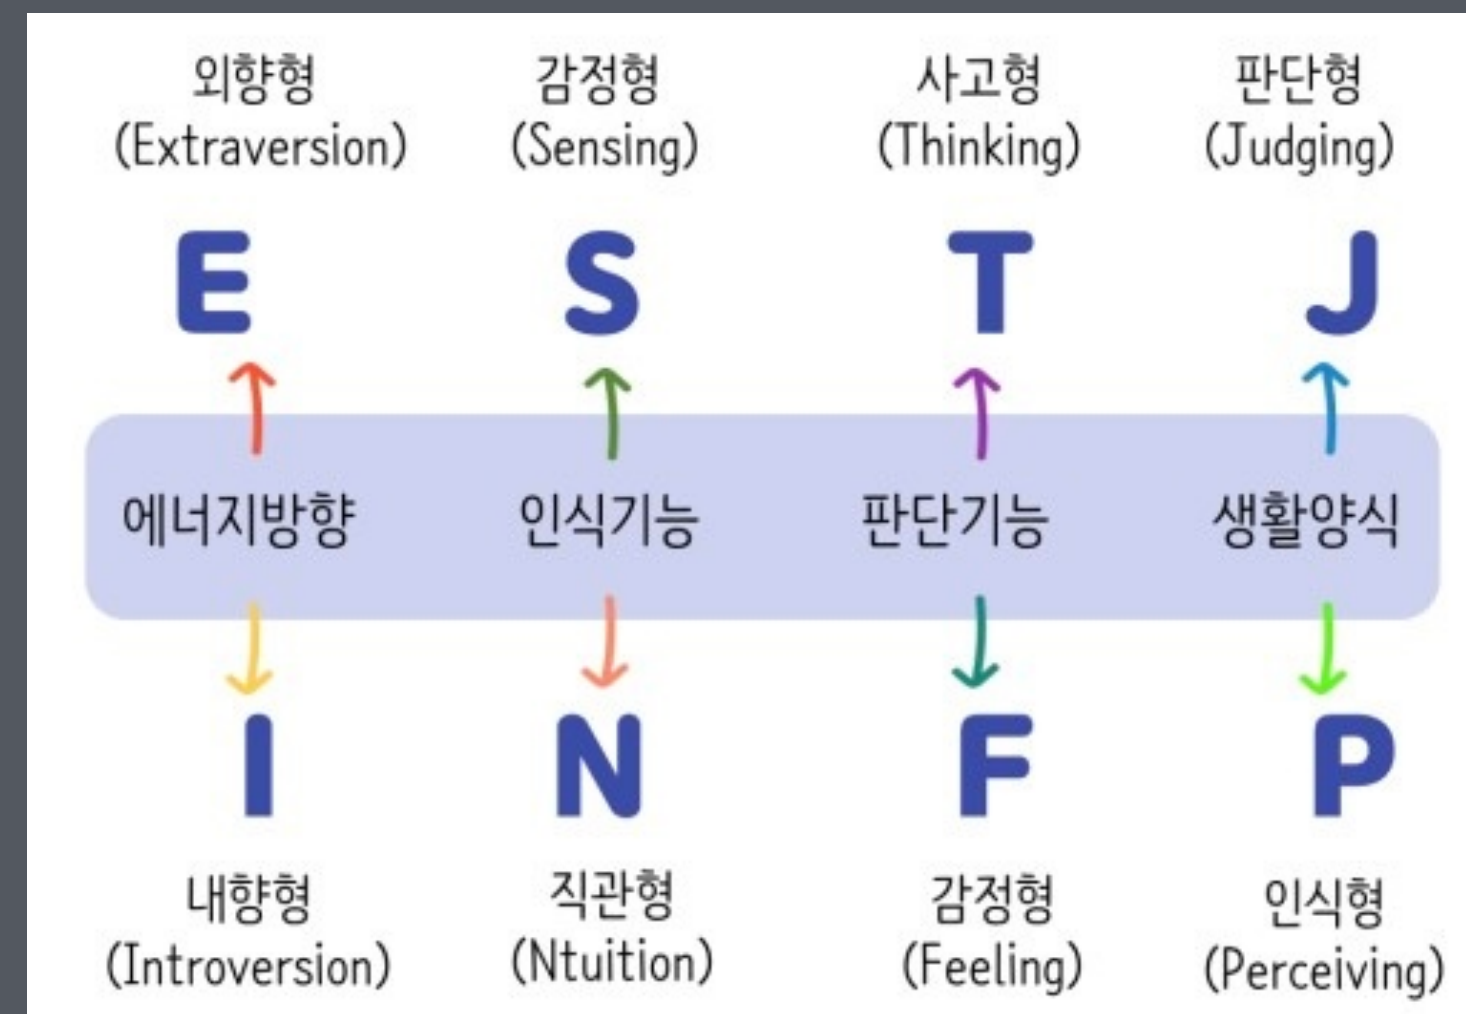 외향형 감정형 사고형 판단형
(Extraversion) (Sensing) (Thinking) (Judging)
E S T J
에너지방향 인식기능 판단기능 생활양식
I N F P
내향형 직관형 감정형 인식형
(Introversion) (Ntuition) (Feeling) (Perceiving)